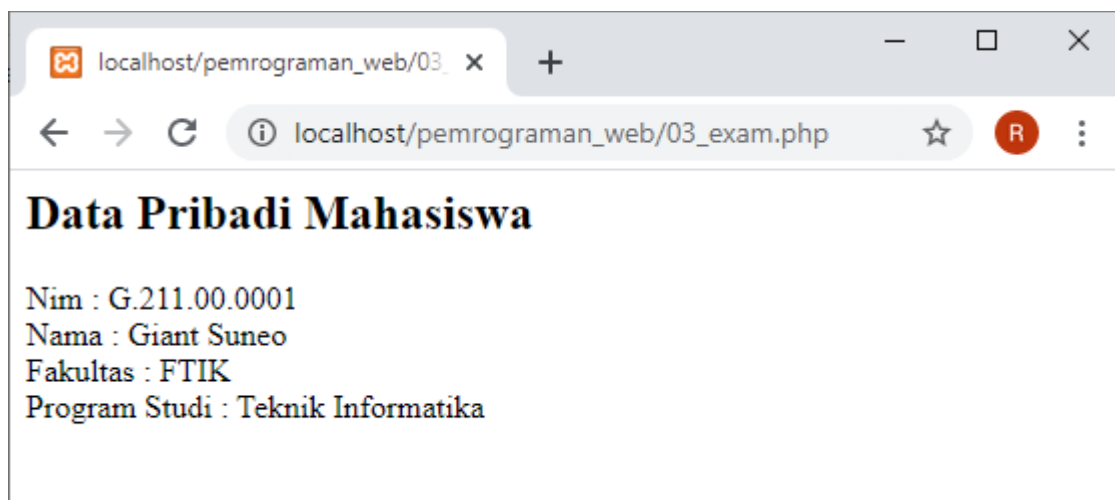 localhost/pemrograman_web/03_
localhost/pemrograman_web/03_exam.php
R
Data Pribadi Mahasiswa
Nim : G.211.00.0001
Nama : Giant Suneo
Fakultas : FTIK
Program Studi : Teknik Informatika